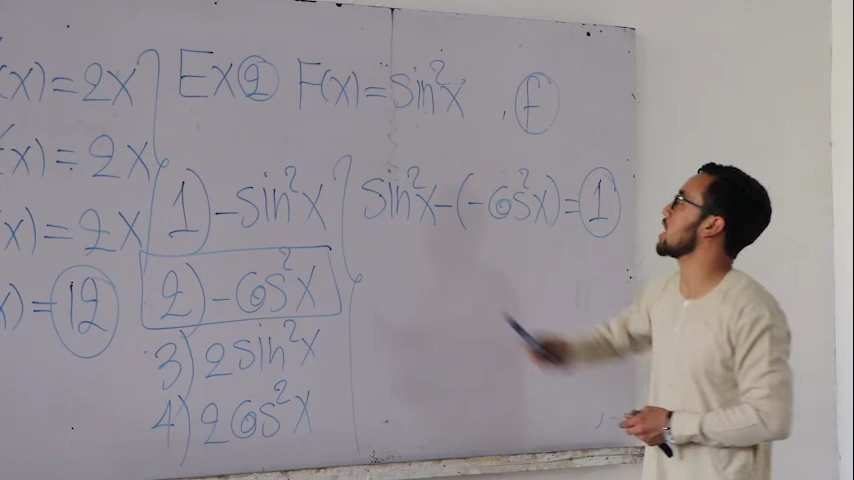 (x)=2x
(x)=2x
(x)=2x
x)=12
Ex② F(x)=sin²x , f
1) -sin²x
2) -cos²x
3) 2sin²x
4) 2cos²x
sin²x-(-cos²x)=1